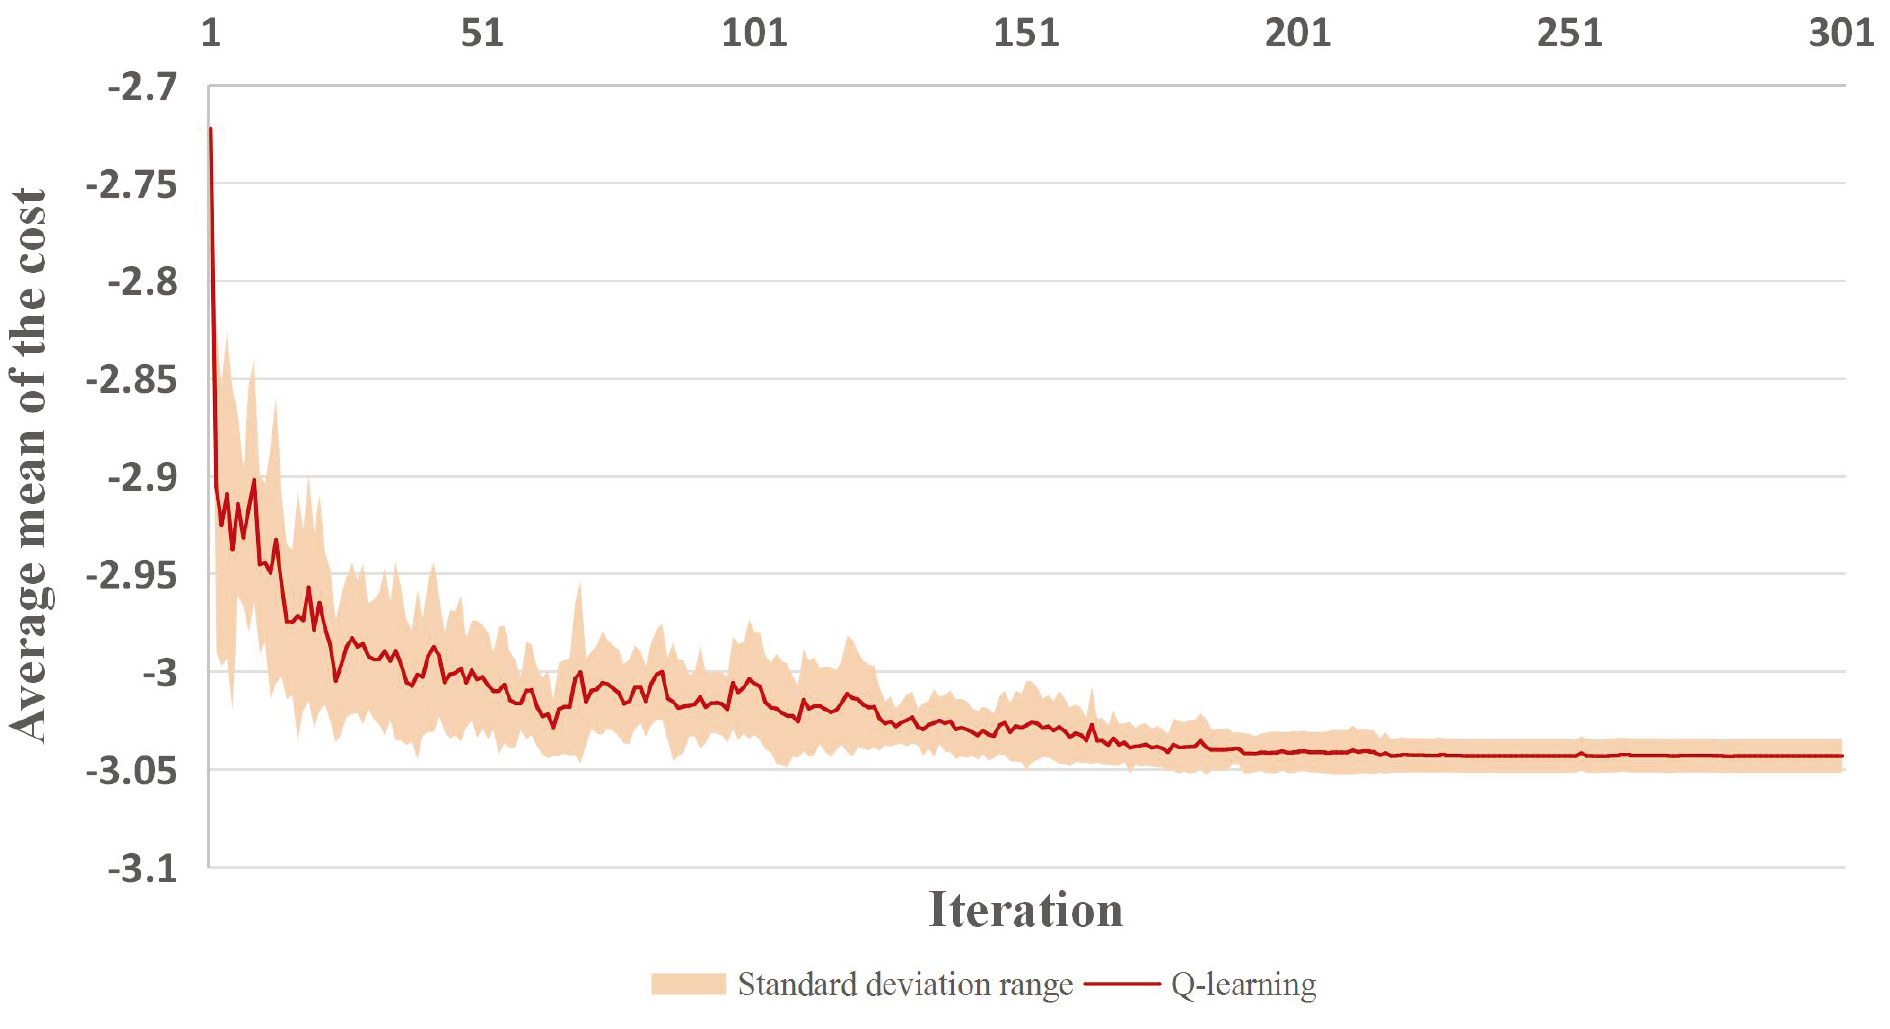 1 51 101 151 201 251 301
-2.7
-2.75
-2.8
-2.85
-2.9
-2.95
-3
-3.05
-3.1
Average mean of the cost
Iteration
Standard deviation range Q-learning